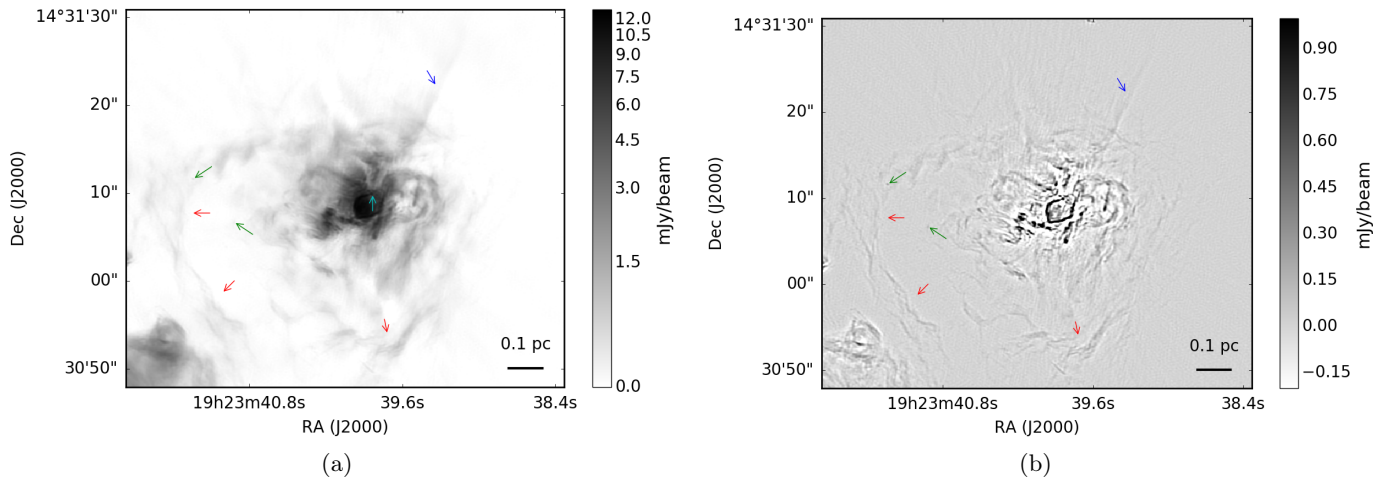 14°31'30"
20"
10"
00"
30'50"
Dec (J2000)
19h23m40.8s
39.6s
38.4s
RA (J2000)
0.1 pc
12.0
10.5
9.0
7.5
6.0
4.5
3.0
1.5
0.0
mJy/beam
(a)
14°31'30"
20"
10"
00"
30'50"
Dec (J2000)
19h23m40.8s
39.6s
38.4s
RA (J2000)
0.1 pc
0.90
0.75
0.60
0.45
0.30
0.15
0.00
−0.15
mJy/beam
(b)